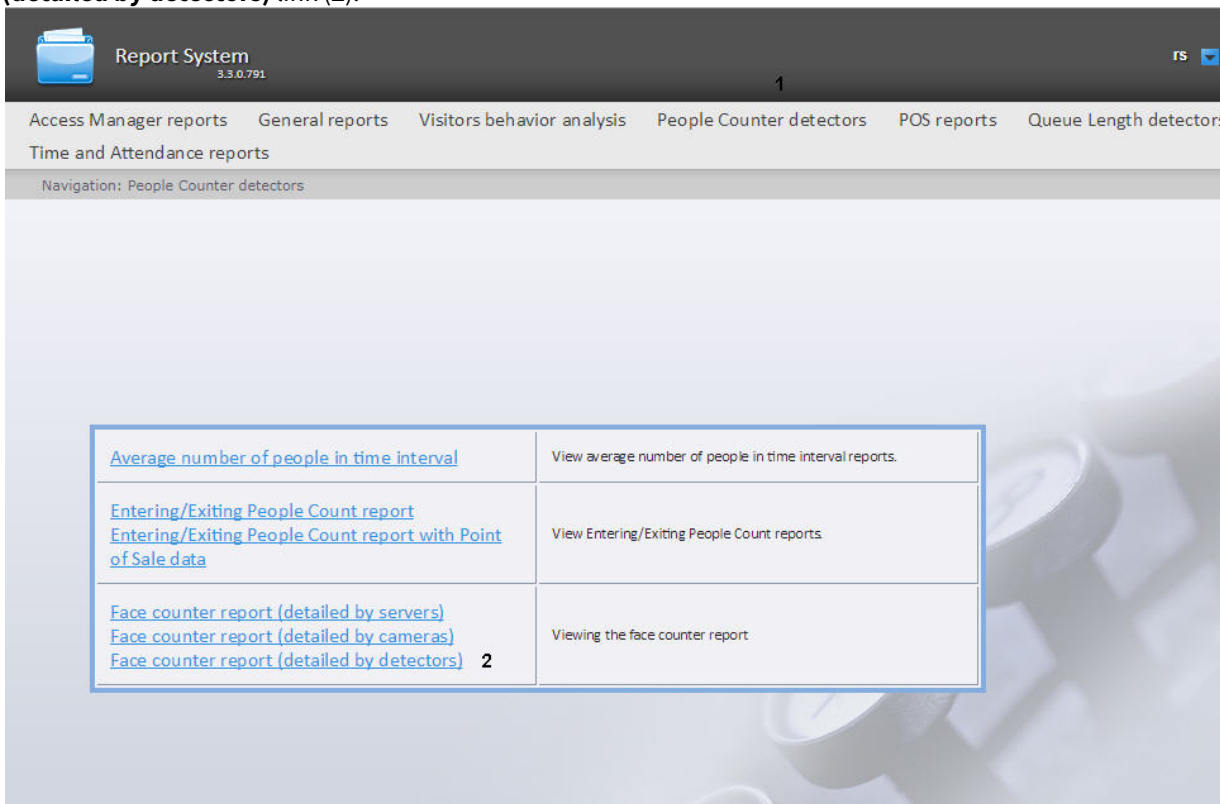 (detailed by detectors) link (2).
Report System
3.3.0.791
rs
1
Access Manager reports General reports Visitors behavior analysis People Counter detectors POS reports Queue Length detectors
Time and Attendance reports
Navigation: People Counter detectors
Average number of people in time interval
View average number of people in time interval reports.
Entering/Exiting People Count report
Entering/Exiting People Count report with Point
of Sale data
View Entering/Exiting People Count reports.
Face counter report (detailed by servers)
Face counter report (detailed by cameras)
Face counter report (detailed by detectors) 2
Viewing the face counter report